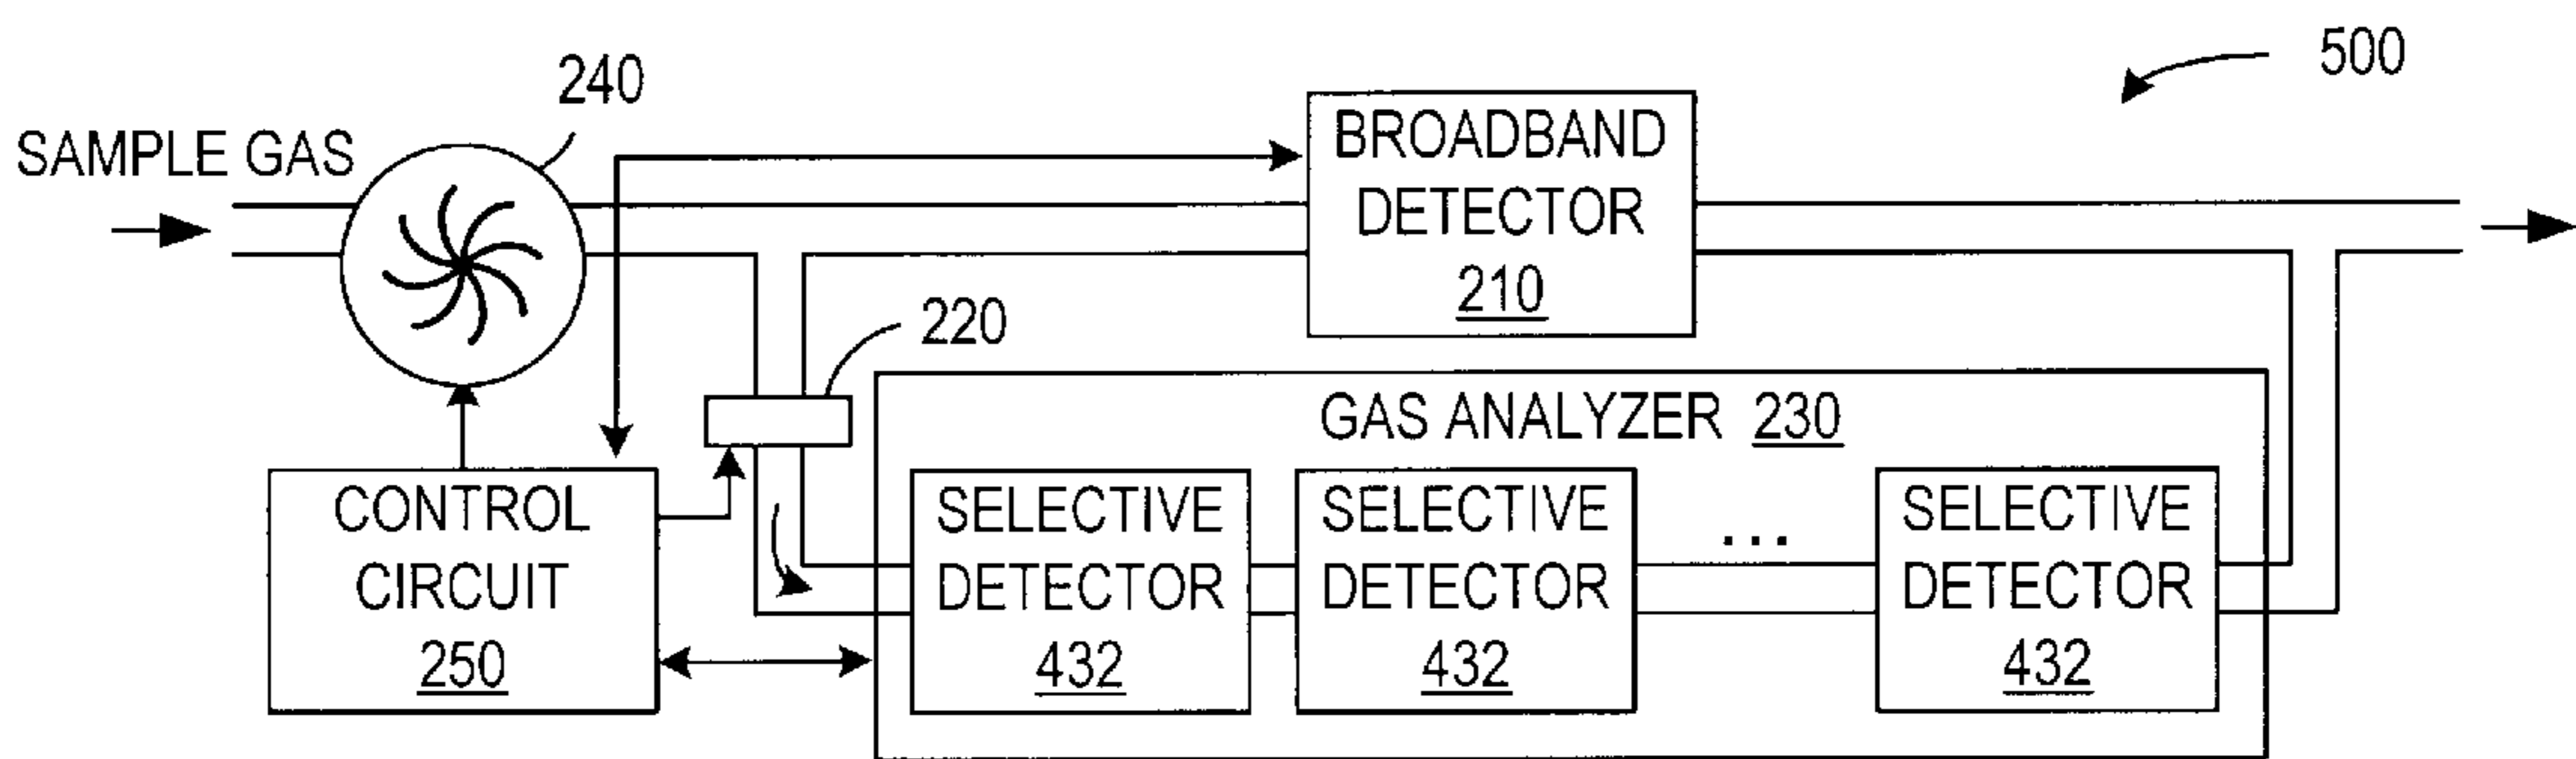 500
240
SAMPLE GAS
BROADBAND
DETECTOR
210
220
GAS ANALYZER 230
CONTROL
CIRCUIT
250
SELECTIVE
DETECTOR
432
SELECTIVE
DETECTOR
432
...
SELECTIVE
DETECTOR
432